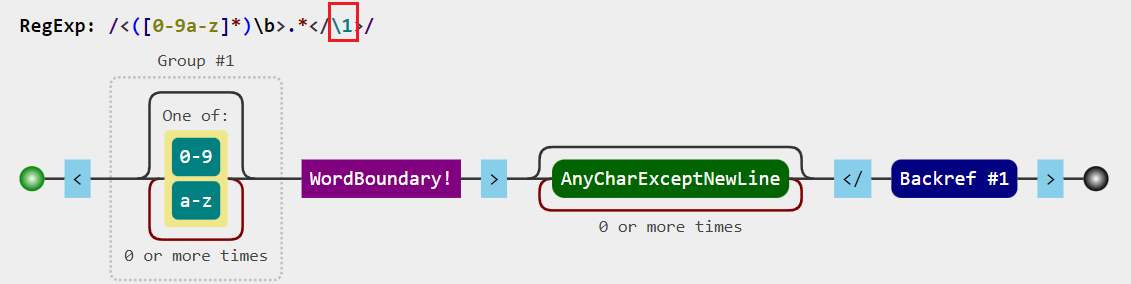 RegExp: /<([0-9a-z]*)\b>.*</\1>/
Group #1
One of:
0-9
a-z
0 or more times
<
WordBoundary!
>
AnyCharExceptNewLine
0 or more times
</
Backref #1
>